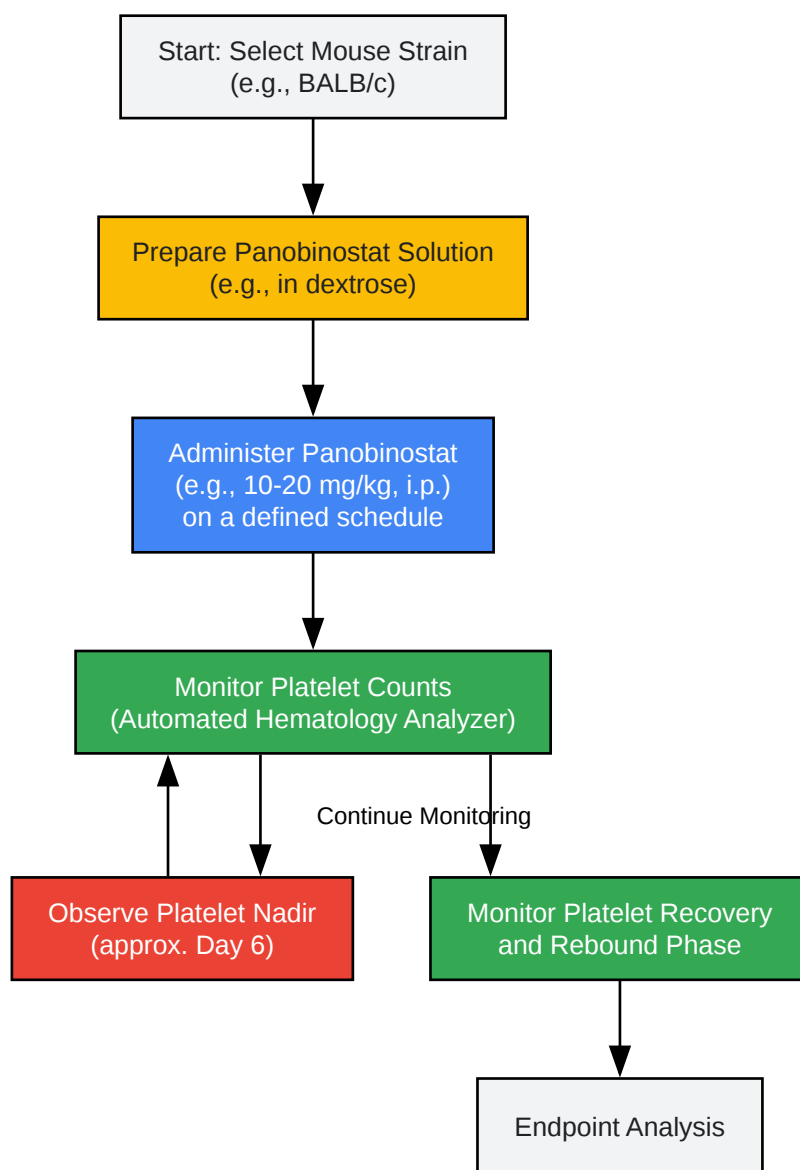 Start: Select Mouse Strain
(e.g., BALB/c)
Prepare Panobinostat Solution
(e.g., in dextrose)
Administer Panobinostat
(e.g., 10-20 mg/kg, i.p.)
on a defined schedule
Monitor Platelet Counts
(Automated Hematology Analyzer)
Continue Monitoring
Observe Platelet Nadir
(approx. Day 6)
Monitor Platelet Recovery
and Rebound Phase
Endpoint Analysis